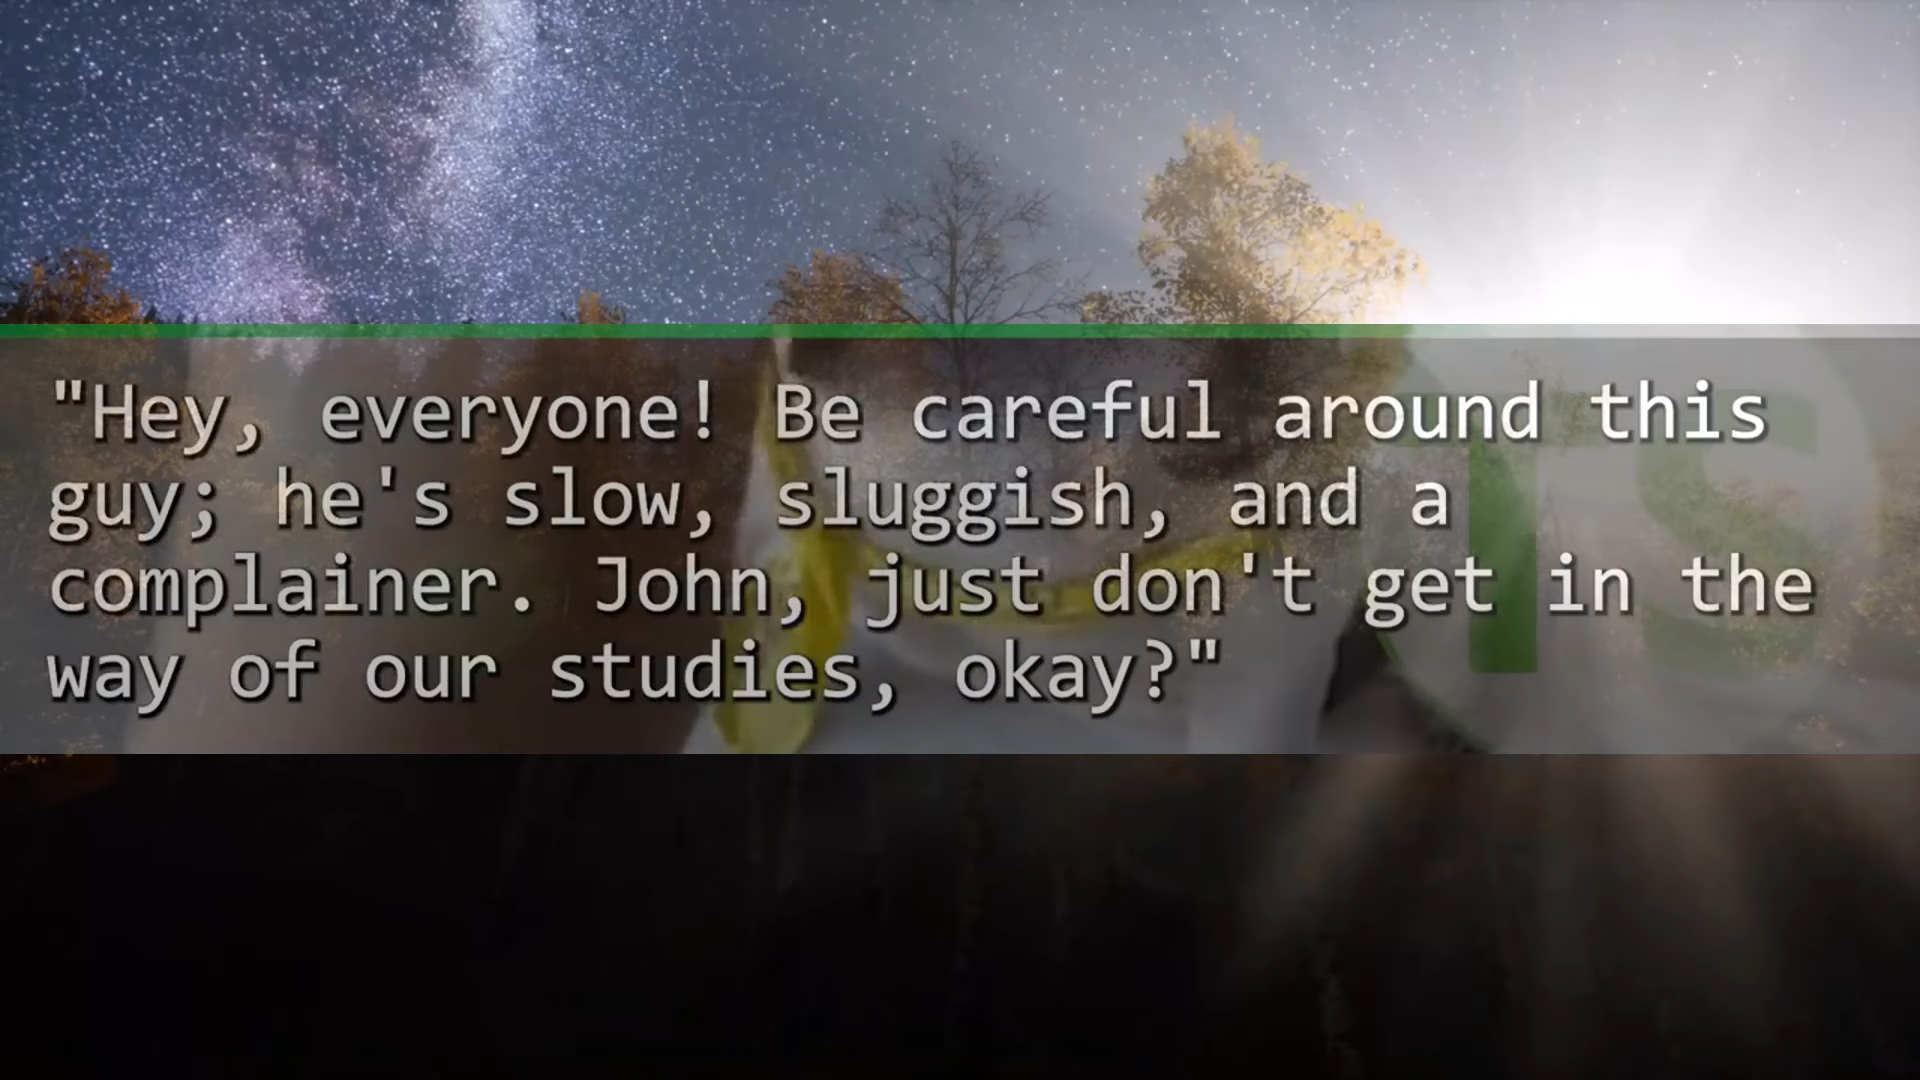 "Hey, everyone! Be careful around this
guy; he's slow, sluggish, and a
complainer. John, just don't get in the
way of our studies, okay?"
TS